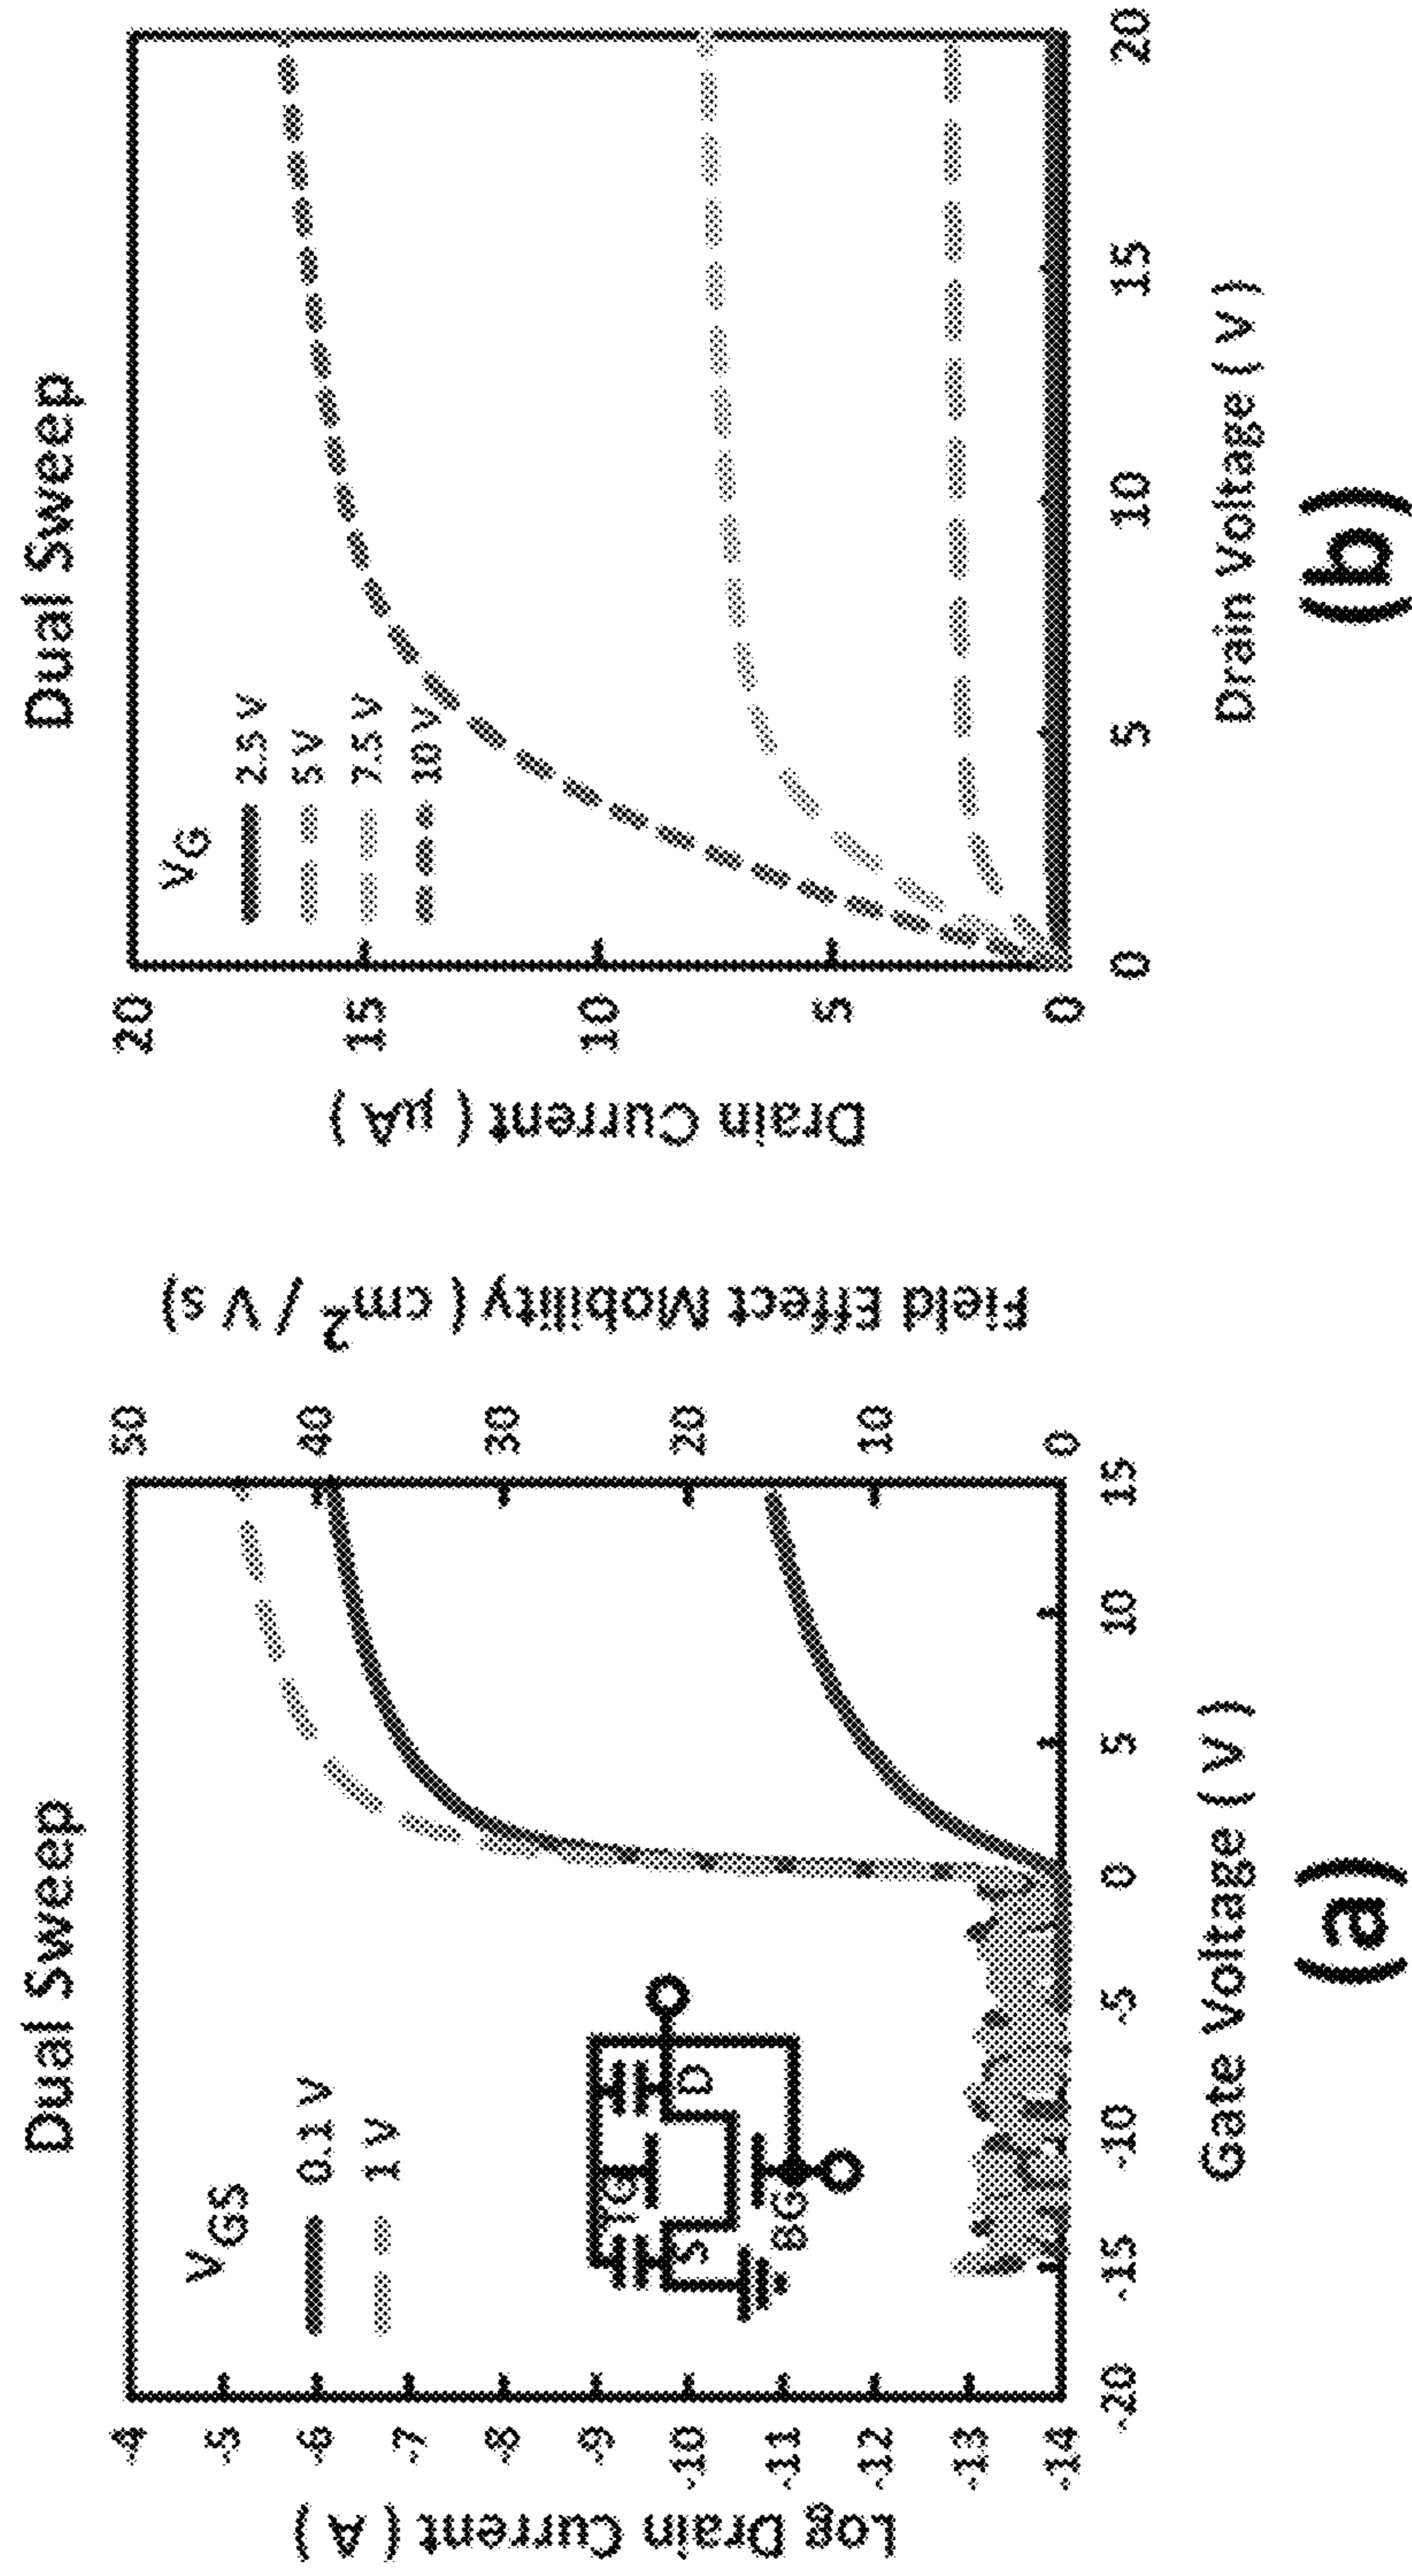 Dual Sweep
Log Drain Current ( A )
-4
-5
-6
-7
-8
-9
-10
-11
-12
-13
-14
VGS
0.1 V
1 V
TG
S
D
BG
50
40
30
20
10
0
Field Effect Mobility ( cm2 / V s)
-20
-15
-10
-5
0
5
10
15
Gate Voltage ( V )
(a)
Dual Sweep
Drain Current ( μA )
20
15
10
5
0
VG
2.5 V
5 V
7.5 V
10 V
0
5
10
15
20
Drain Voltage ( V )
(b)